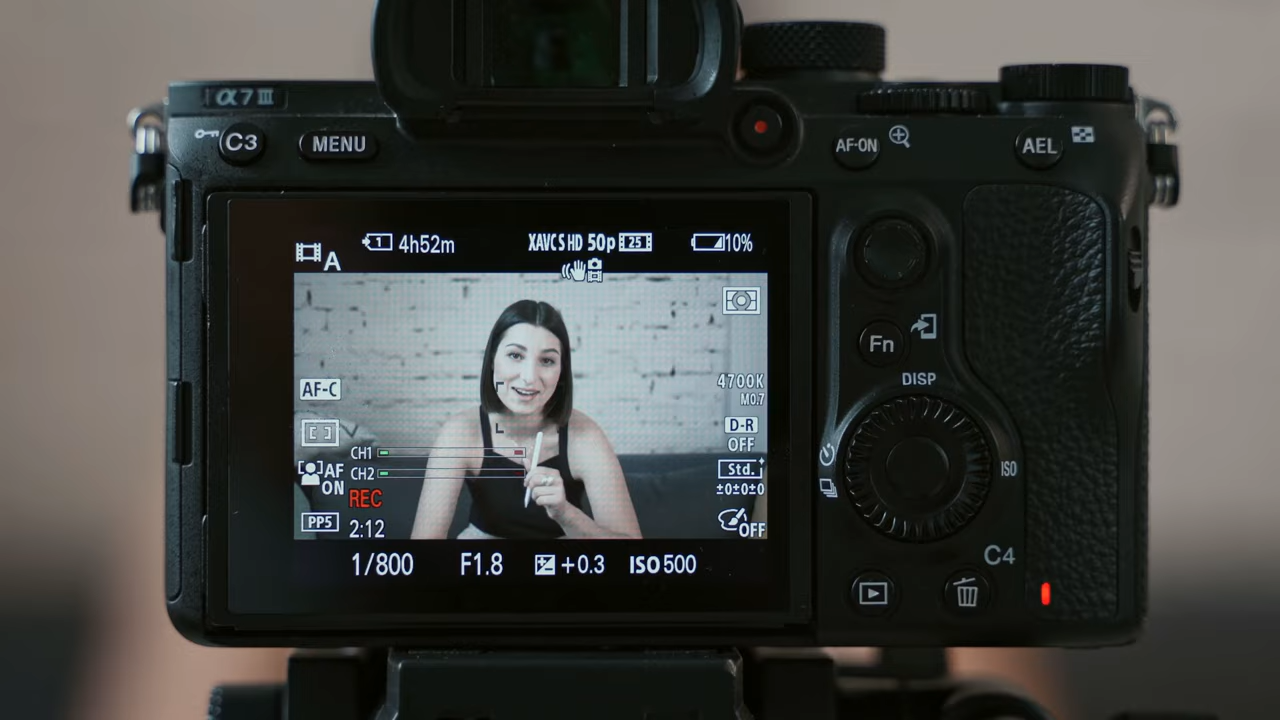 α7III
C3 MENU AF-ON AEL
1 4h52m XAVC S HD 50p 25 10%
A
4700K
M0.7
AF-C
D-R
OFF
CH1
CH2
AF
ON
Std.
±0±0±0
REC
PP5
2:12
OFF
1/800 F1.8 +0.3 ISO 500
Fn
DISP
ISO
C4